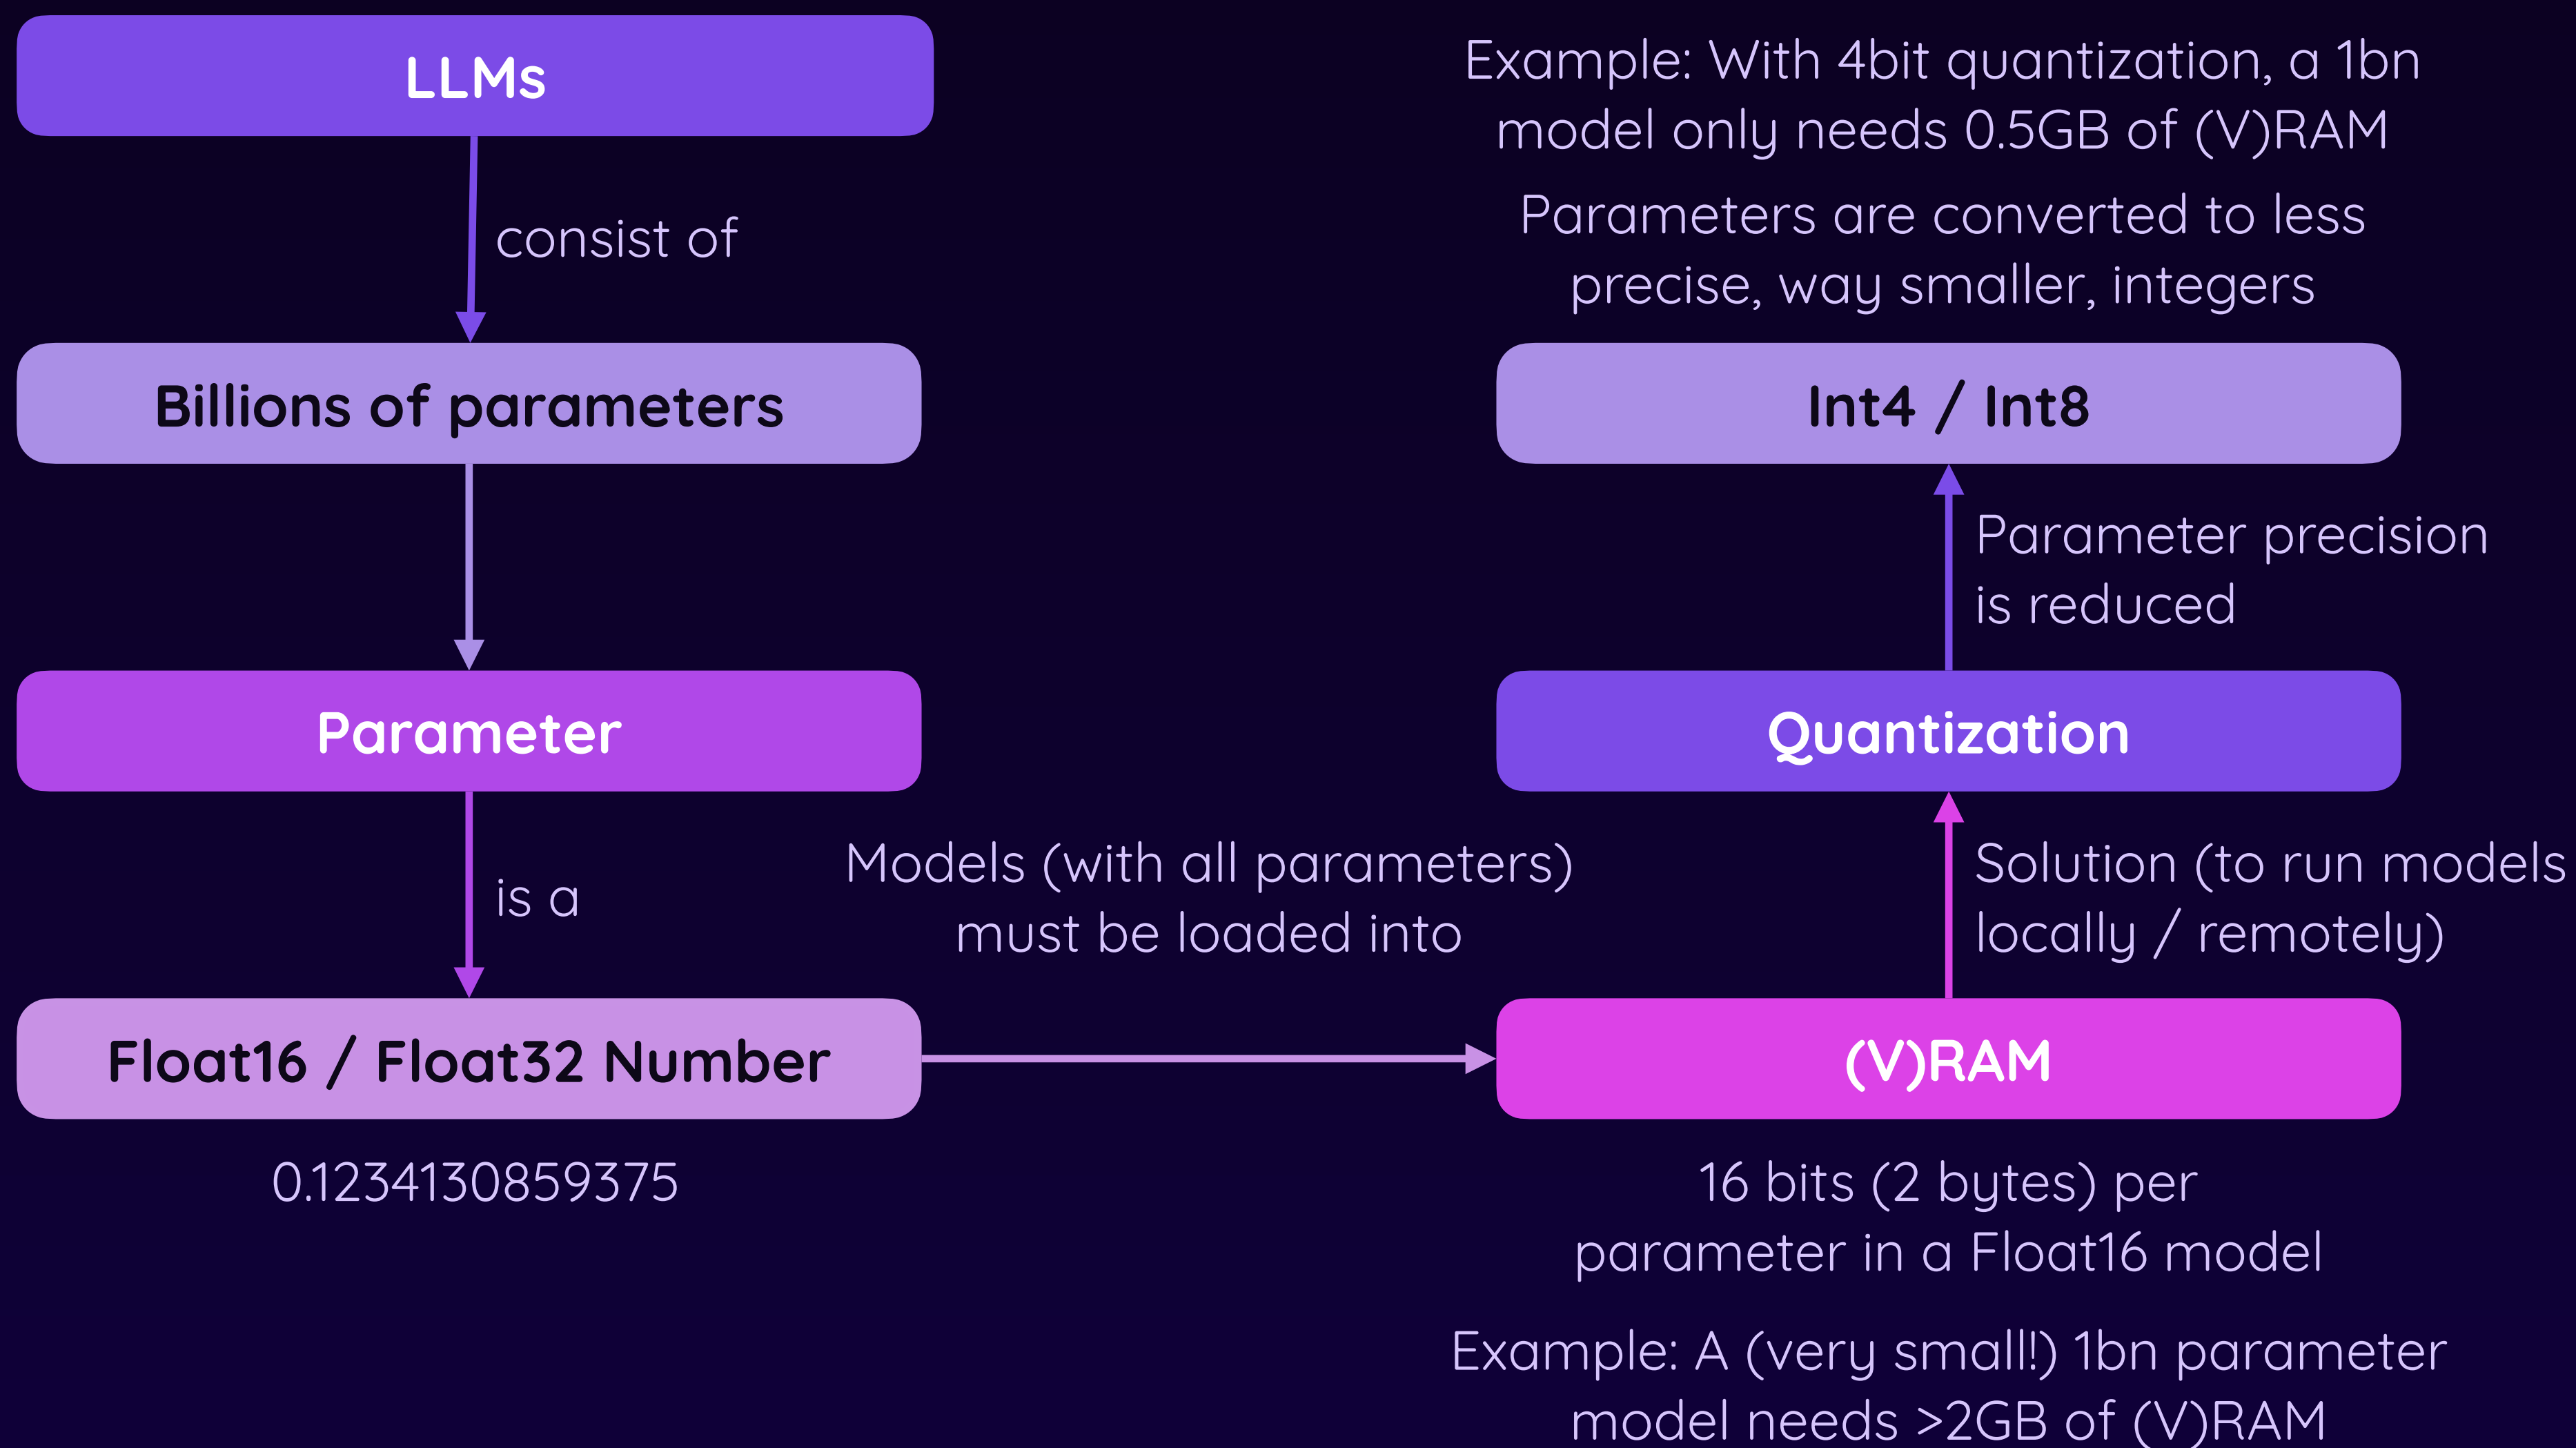 LLMs
consist of
Billions of parameters
Parameter
is a
Float16 / Float32 Number
0.1234130859375
Models (with all parameters)
must be loaded into
(V)RAM
16 bits (2 bytes) per
parameter in a Float16 model
Example: A (very small!) 1bn parameter
model needs >2GB of (V)RAM
Solution (to run models
locally / remotely)
Quantization
Parameter precision
is reduced
Int4 / Int8
Parameters are converted to less
precise, way smaller, integers
Example: With 4bit quantization, a 1bn
model only needs 0.5GB of (V)RAM